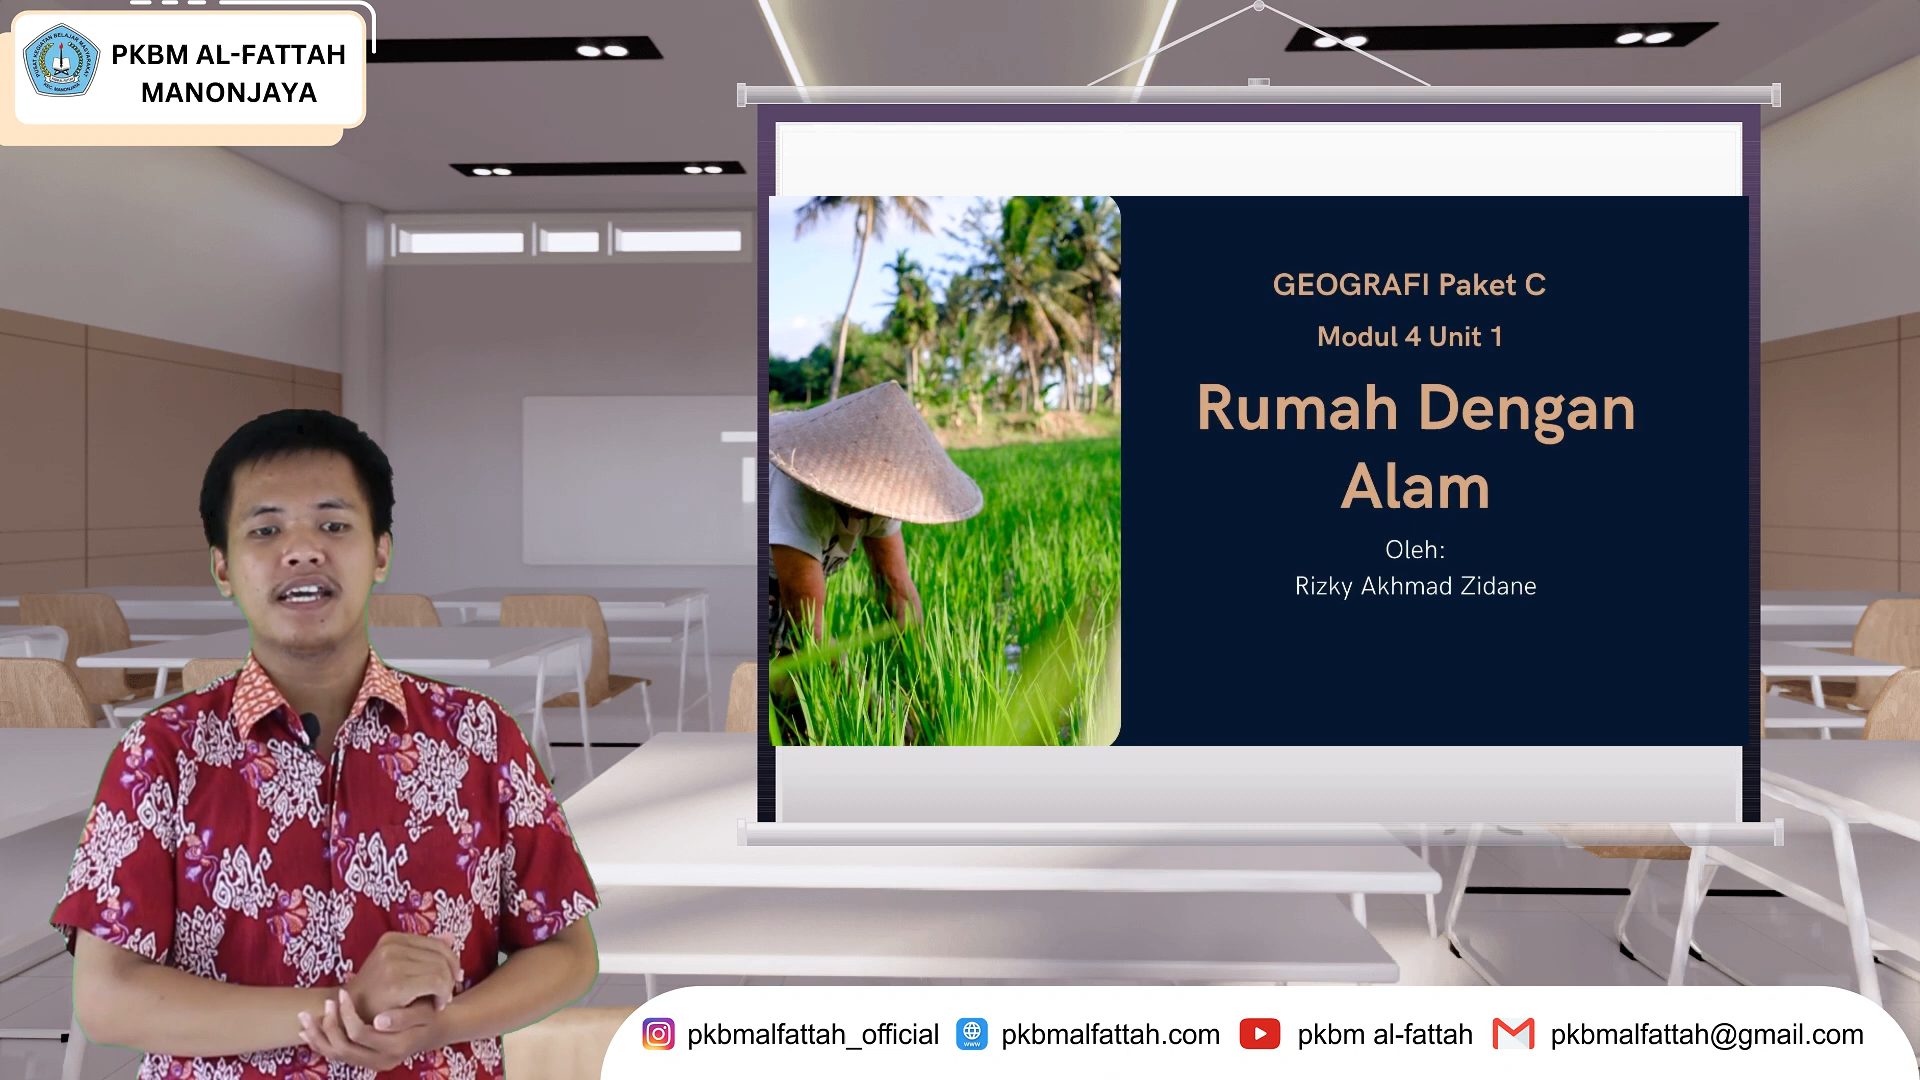 PKBM AL-FATTAH
MANONJAYA
GEOGRAFI Paket C
Modul 4 Unit 1
Rumah Dengan
Alam
Oleh:
Rizky Akhmad Zidane
pkbmalfattah_official
pkbmalfattah.com
pkbm al-fattah
pkbmalfattah@gmail.com